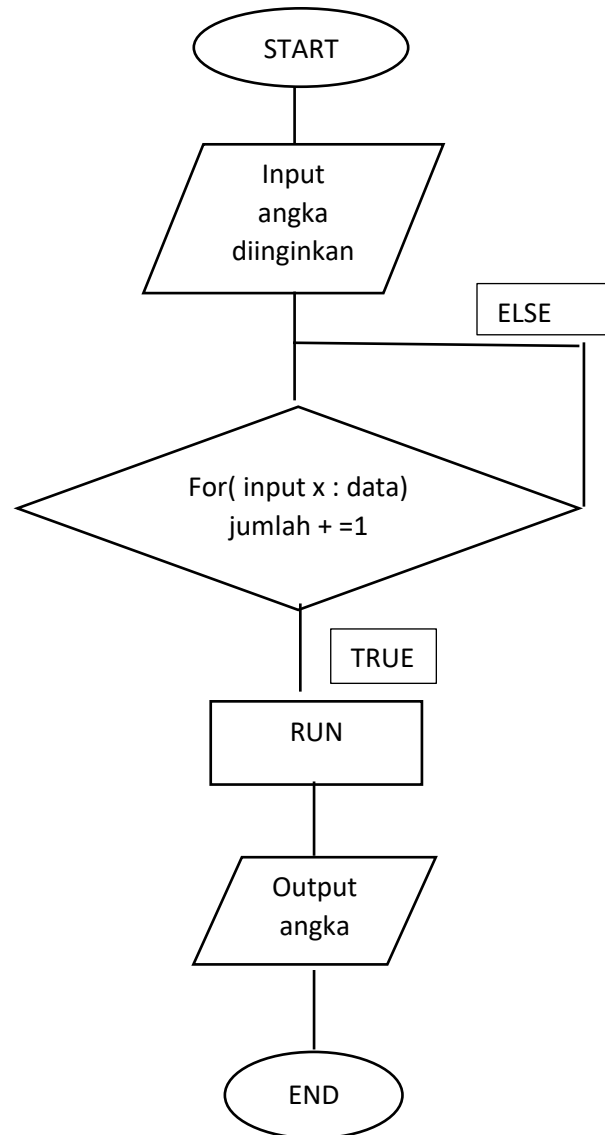 START
Input
angka
diinginkan
ELSE
For( input x : data)
jumlah + =1
TRUE
RUN
Output
angka
END